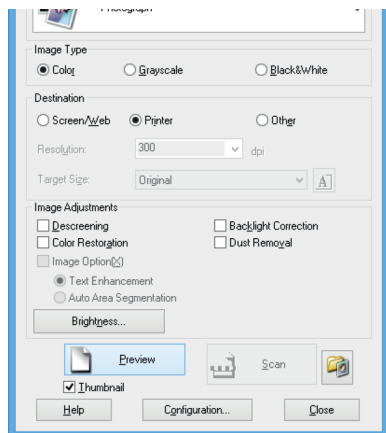 Photograph
Image Type
Color Grayscale Black&White
Destination
Screen/Web Printer Other
Resolution: 300 dpi
Target Size: Original A
Image Adjustments
Descreening Backlight Correction
Color Restoration Dust Removal
Image Option(X)
Text Enhancement
Auto Area Segmentation
Brightness...
Preview Scan
Thumbnail
Help Configuration... Close